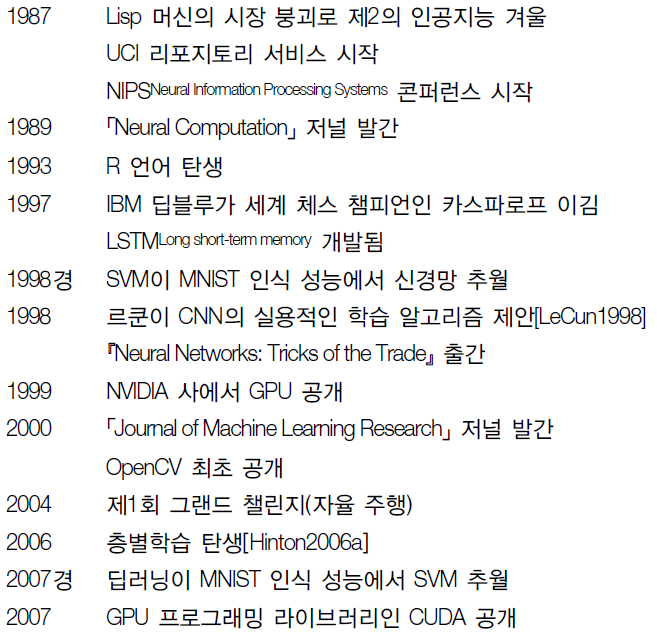 1987 Lisp 머신의 시장 붕괴로 제2의 인공지능 겨울
UCI 리포지토리 서비스 시작
NIPSNeural Information Processing Systems 콘퍼런스 시작
1989 「Neural Computation」 저널 발간
1993 R 언어 탄생
1997 IBM 딥블루가 세계 체스 챔피언인 카스파로프 이김
LSTMLong short-term memory 개발됨
1998경 SVM이 MNIST 인식 성능에서 신경망 추월
1998 르쿤이 CNN의 실용적인 학습 알고리즘 제안[LeCun1998]
『Neural Networks: Tricks of the Trade』 출간
1999 NVIDIA 사에서 GPU 공개
2000 「Journal of Machine Learning Research」 저널 발간
OpenCV 최초 공개
2004 제1회 그랜드 챌린지(자율 주행)
2006 층별학습 탄생[Hinton2006a]
2007경 딥러닝이 MNIST 인식 성능에서 SVM 추월
2007 GPU 프로그래밍 라이브러리인 CUDA 공개